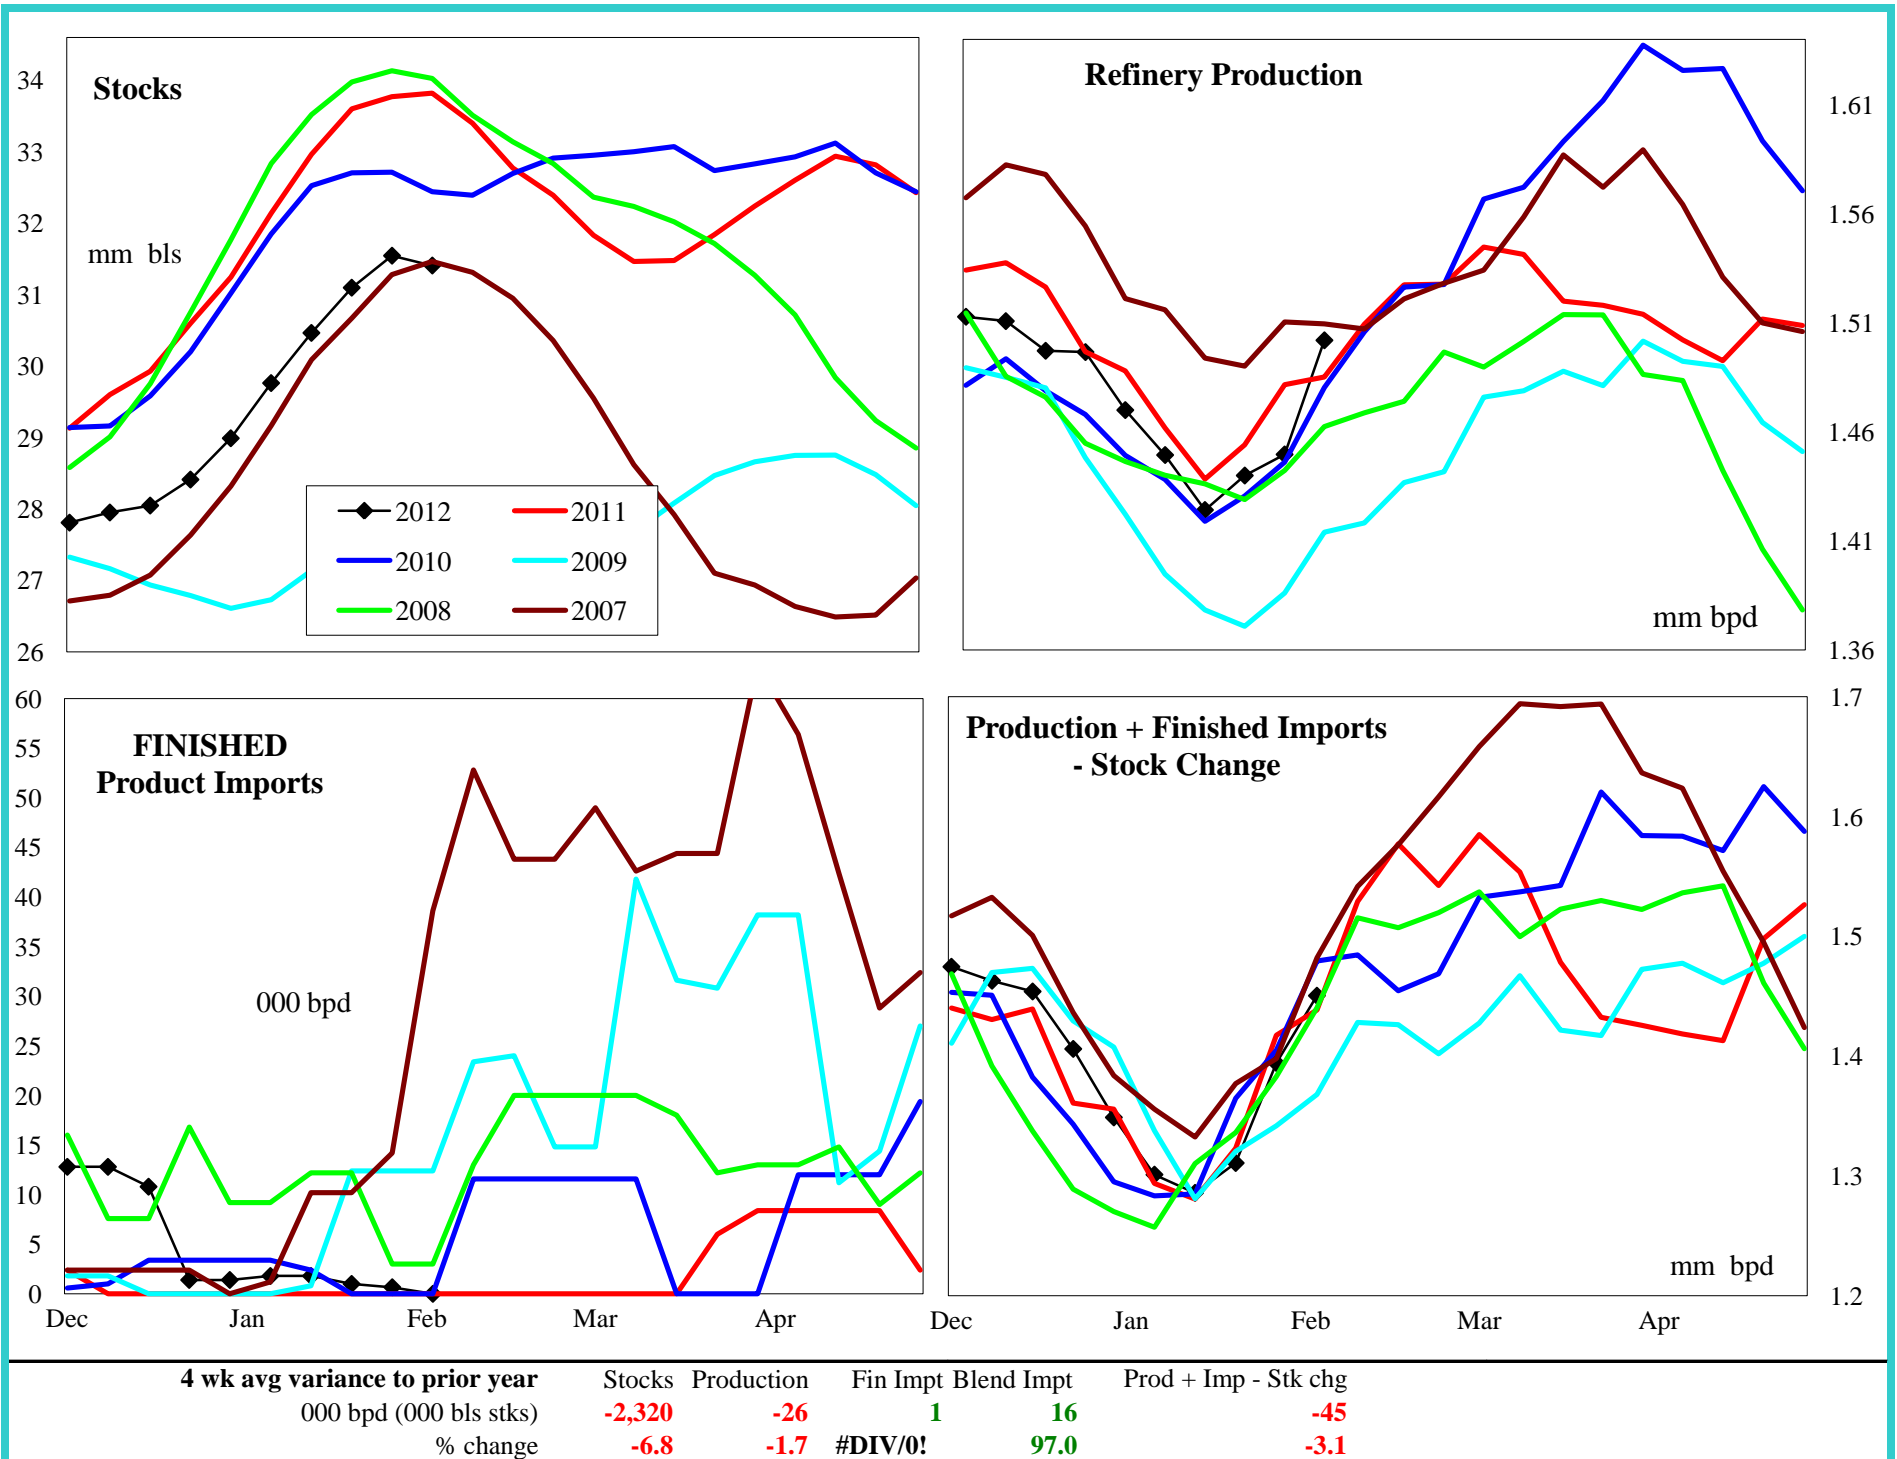 Stocks
mm bls
34
33
32
31
30
29
28
27
26
2012
2011
2010
2009
2008
2007
Refinery Production
mm bpd
1.61
1.56
1.51
1.46
1.41
1.36
FINISHED
Product Imports
000 bpd
60
55
50
45
40
35
30
25
20
15
10
5
0
Dec Jan Feb Mar Apr
Production + Finished Imports
- Stock Change
mm bpd
1.7
1.6
1.5
1.4
1.3
1.2
Dec Jan Feb Mar Apr
4 wk avg variance to prior year Stocks Production Fin Impt Blend Impt Prod + Imp - Stk chg
000 bpd (000 bls stks) -2,320 -26 1 16 -45
% change -6.8 -1.7 #DIV/0! 97.0 -3.1